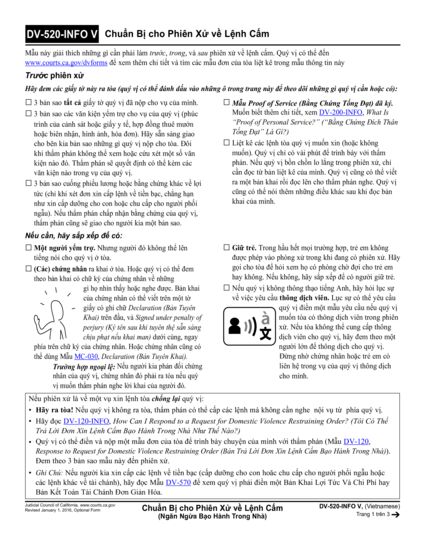 DV-520-INFO V Chuẩn Bị cho Phiên Xử về Lệnh Cấm
Mẫu này giải thích những gì cần phải làm trước, trong, và sau phiên xử về lệnh cấm. Quý vị có thể đến
www.courts.ca.gov/dvforms để xem thêm chi tiết và tìm các mẫu đơn của tòa liệt kê trong mẫu thông tin này
Trước phiên xử
Hãy đem các giấy tờ này ra tòa (quý vị có thể đánh dấu vào những ô trong trang này để theo dõi những gì quý vị cần hoặc có):
☐ 3 bản sao tất cả giấy tờ quý vị đã nộp cho vụ của mình.
☐ 3 bản sao các văn kiện yểm trợ cho vụ của quý vị (phúc
trình của cảnh sát hoặc giấy y tế, hợp đồng thuê mướn
hoặc biên nhận, hình ảnh, hóa đơn). Hãy sẵn sàng giao
cho bên kia bản sao những gì quý vị nộp cho tòa. Đôi
khi thẩm phán không thể xem hoặc cứu xét một số văn
kiện nào đó. Thẩm phán sẽ quyết định có thể kèm các
văn kiện nào trong vụ của quý vị.
☐ 3 bản sao cuống phiếu lương hoặc bằng chứng khác về lợi
tức (chỉ khi xét đơn xin cấp lệnh về tiền bạc, chẳng hạn
như xin cấp dưỡng cho con hoặc chu cấp cho người phối
ngẫu). Nếu thẩm phán chấp nhận bằng chứng của quý vị,
thẩm phán cũng sẽ giao cho người kia một bản sao.
☐ Mẫu Proof of Service (Bằng Chứng Tống Đạt) đã ký.
Muốn biết thêm chi tiết, xem DV-200-INFO, What Is
“Proof of Personal Service?” (“Bằng Chứng Đích Thân
Tống Đạt” Là Gì?)
☐ Liệt kê các lệnh tòa quý vị muốn xin (hoặc không
muốn). Quý vị chỉ có vài phút để trình bày với thẩm
phán. Nếu quý vị bồn chồn lo lắng trong phiên xử, chỉ
cần đọc từ bản liệt kê của mình. Quý vị cũng có thể viết
ra một bản khai rồi đọc lên cho thẩm phán nghe. Quý vị
cũng có thể nói thêm những điều khác sau khi đọc bản
khai của mình.
Nếu cần, hãy sắp xếp để có:
☐ Một người yểm trợ. Nhưng người đó không thể lên
tiếng nói cho quý vị ở tòa.
☐ (Các) chứng nhân ra khai ở tòa. Hoặc quý vị có thể đem
theo bản khai có chữ ký của chứng nhân về những
gì họ nhìn thấy hoặc nghe được. Bản khai
của chứng nhân có thể viết trên một tờ
giấy có ghi chữ Declaration (Bản Tuyên
Khai) trên đầu, và Signed under penalty of
perjury (Ký tên sau khi tuyên thệ sẵn sàng
chịu phạt nếu khai man) dưới cùng, ngay
phía trên chữ ký của chứng nhân. Hoặc chứng nhân cũng có
thể dùng Mẫu MC-030, Declaration (Bản Tuyên Khai).
Trường hợp ngoại lệ: Nếu người kia phản đối chứng
nhân của quý vị, chứng nhân đó phải ra tòa nếu quý
vị muốn thẩm phán nghe lời khai của người đó.
☐ Giữ trẻ. Trong hầu hết mọi trường hợp, trẻ em không
được phép vào phòng xử trong khi đang có phiên xử. Hãy
gọi cho tòa để hỏi xem họ có phòng chờ đợi cho trẻ em
hay không. Nếu không, hãy sắp xếp để có người giữ trẻ.
☐ Nếu quý vị không thông thạo tiếng Anh, hãy hỏi lục sự
về việc yêu cầu thông dịch viên. Lục sự có thể yêu cầu
quý vị điền một mẫu yêu cầu nếu quý vị
muốn tòa có thông dịch viên trong phiên
xử. Nếu tòa không thể cung cấp thông
dịch viên cho quý vị, hãy đem theo một
người lớn để thông dịch cho quý vị.
Đừng nhờ chứng nhân hoặc trẻ em có
liên hệ trong vụ của quý vị thông dịch
cho mình.
Nếu phiên xử là về một vụ xin lệnh tòa chống lại quý vị:
• Hãy ra tòa! Nếu quý vị không ra tòa, thẩm phán có thể cấp các lệnh mà không cần nghe nội vụ từ phía quý vị.
• Hãy đọc DV-120-INFO, How Can I Respond to a Request for Domestic Violence Restraining Order? (Tôi Có Thể
Trả Lời Đơn Xin Lệnh Cấm Bạo Hành Trong Nhà Như Thế Nào?)
• Quý vị có thể điền và nộp một mẫu đơn của tòa để trình bày chuyện của mình với thẩm phán (Mẫu DV-120,
Response to Request for Domestic Violence Restraining Order (Bản Trả Lời Đơn Xin Lệnh Cấm Bạo Hành Trong Nhà)).
Đem theo 3 bản sao mẫu này đến phiên xử.
• Ghi Chú: Nếu người kia xin cấp các lệnh về tiền bạc (cấp dưỡng cho con hoặc chu cấp cho người phối ngẫu hoặc
các lệnh khác về tài chánh), hãy đọc Mẫu DV-570 để xem quý vị phải điền một Bản Khai Lợi Tức Và Chi Phí hay
Bản Kết Toán Tài Chánh Đơn Giản Hóa.
Judicial Council of California, www.courts.ca.gov
Revised January 1, 2016, Optional Form
Chuẩn Bị cho Phiên Xử về Lệnh Cấm
(Ngăn Ngừa Bạo Hành Trong Nhà)
DV-520-INFO V, (Vietnamese)
Trang 1 trên 3 →